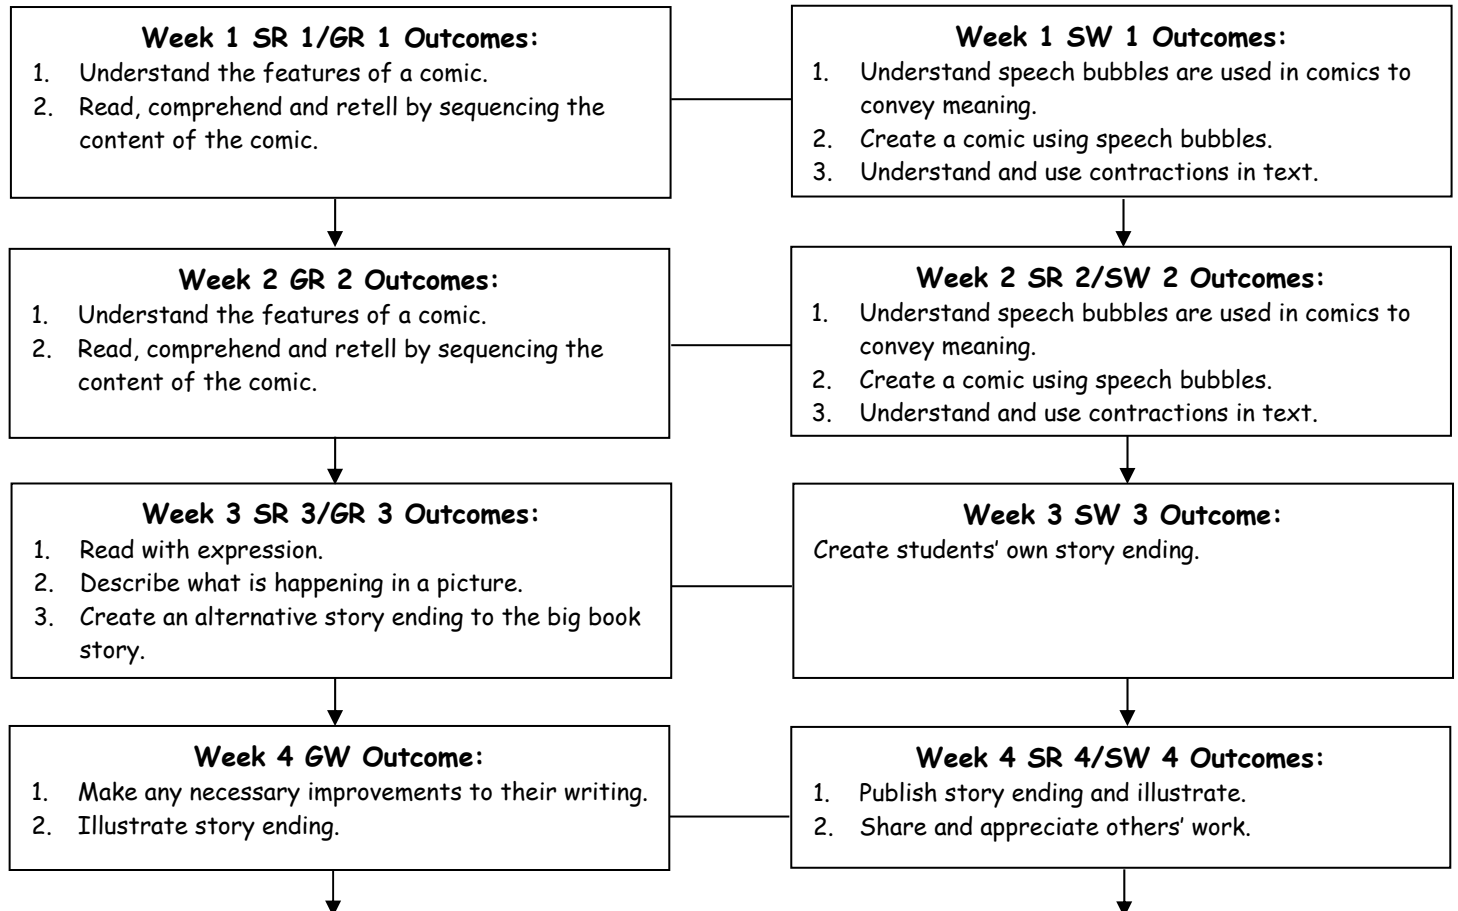 Week 1 SR 1/GR 1 Outcomes:
1. Understand the features of a comic.
2. Read, comprehend and retell by sequencing the
content of the comic.
Week 1 SW 1 Outcomes:
1. Understand speech bubbles are used in comics to
convey meaning.
2. Create a comic using speech bubbles.
3. Understand and use contractions in text.
Week 2 GR 2 Outcomes:
1. Understand the features of a comic.
2. Read, comprehend and retell by sequencing the
content of the comic.
Week 2 SR 2/SW 2 Outcomes:
1. Understand speech bubbles are used in comics to
convey meaning.
2. Create a comic using speech bubbles.
3. Understand and use contractions in text.
Week 3 SR 3/GR 3 Outcomes:
1. Read with expression.
2. Describe what is happening in a picture.
3. Create an alternative story ending to the big book
story.
Week 3 SW 3 Outcome:
Create students’ own story ending.
Week 4 GW Outcome:
1. Make any necessary improvements to their writing.
2. Illustrate story ending.
Week 4 SR 4/SW 4 Outcomes:
1. Publish story ending and illustrate.
2. Share and appreciate others’ work.